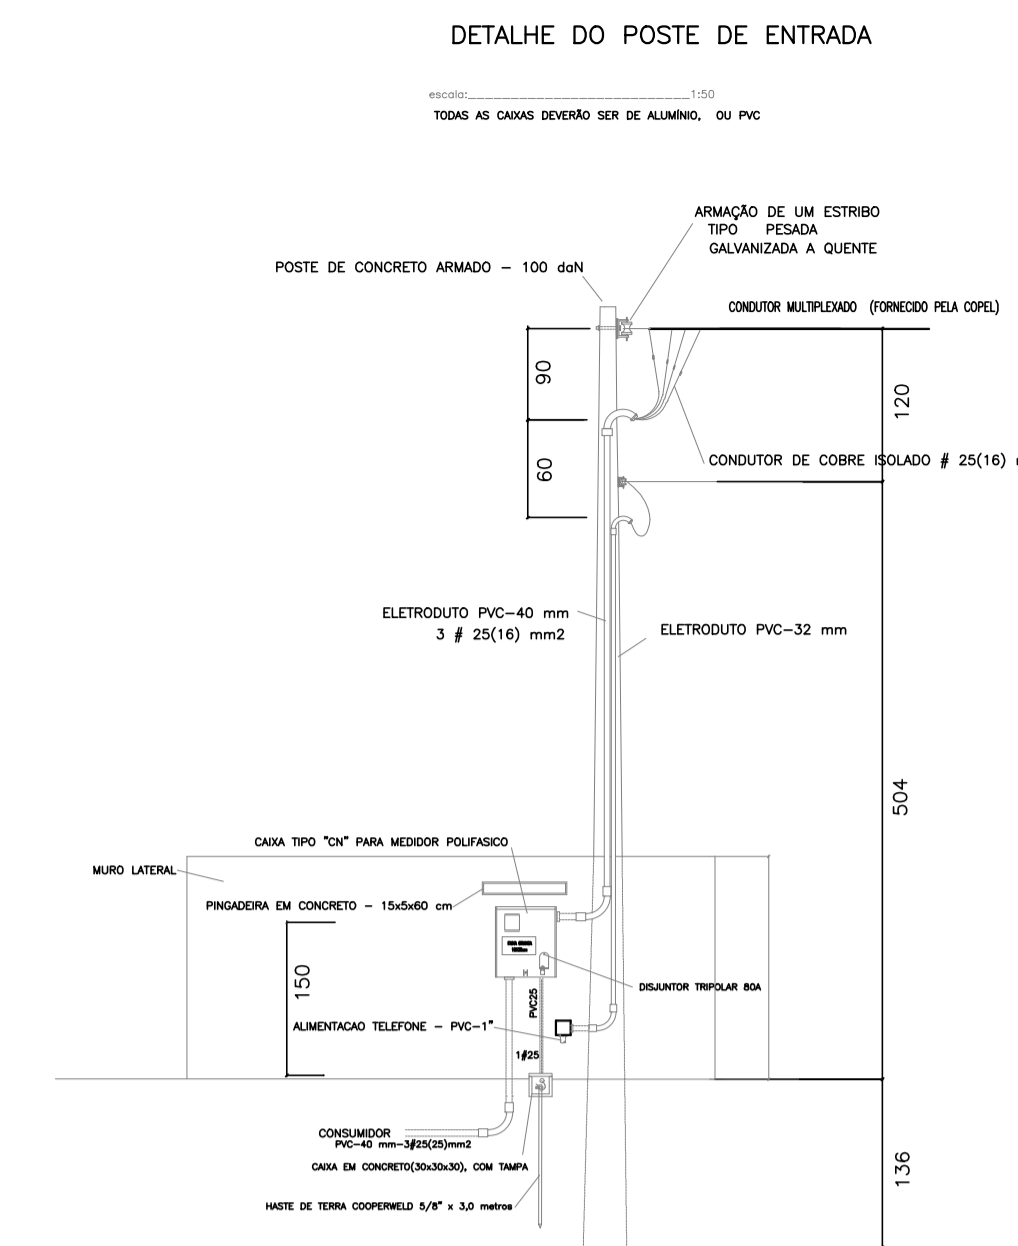 DETALHE DO POSTE DE ENTRADA
escala:__________________________1:50
TODAS AS CAIXAS DEVERÃO SER DE ALUMÍNIO, OU PVC
ARMAÇÃO DE UM ESTRIBO
TIPO PESADA
GALVANIZADA A QUENTE
POSTE DE CONCRETO ARMADO - 100 daN
CONDUTOR MULTIPLEXADO (FORNECIDO PELA COPEL)
90
120
60
CONDUTOR DE COBRE ISOLADO # 25(16)
ELETRODUTO PVC-40 mm
3 # 25(16) mm2
ELETRODUTO PVC-32 mm
504
CAIXA TIPO "CN" PARA MEDIDOR POLIFASICO
MURO LATERAL
PINGADEIRA EM CONCRETO - 15x5x60 cm
150
DISJUNTOR TRIPOLAR 80A
PVC25
ALIMENTACAO TELEFONE - PVC-1"
1#25
CONSUMIDOR
PVC-40 mm-3#25(25)mm2
CAIXA EM CONCRETO(30x30x30), COM TAMPA
136
HASTE DE TERRA COOPERWELD 5/8" x 3,0 metros